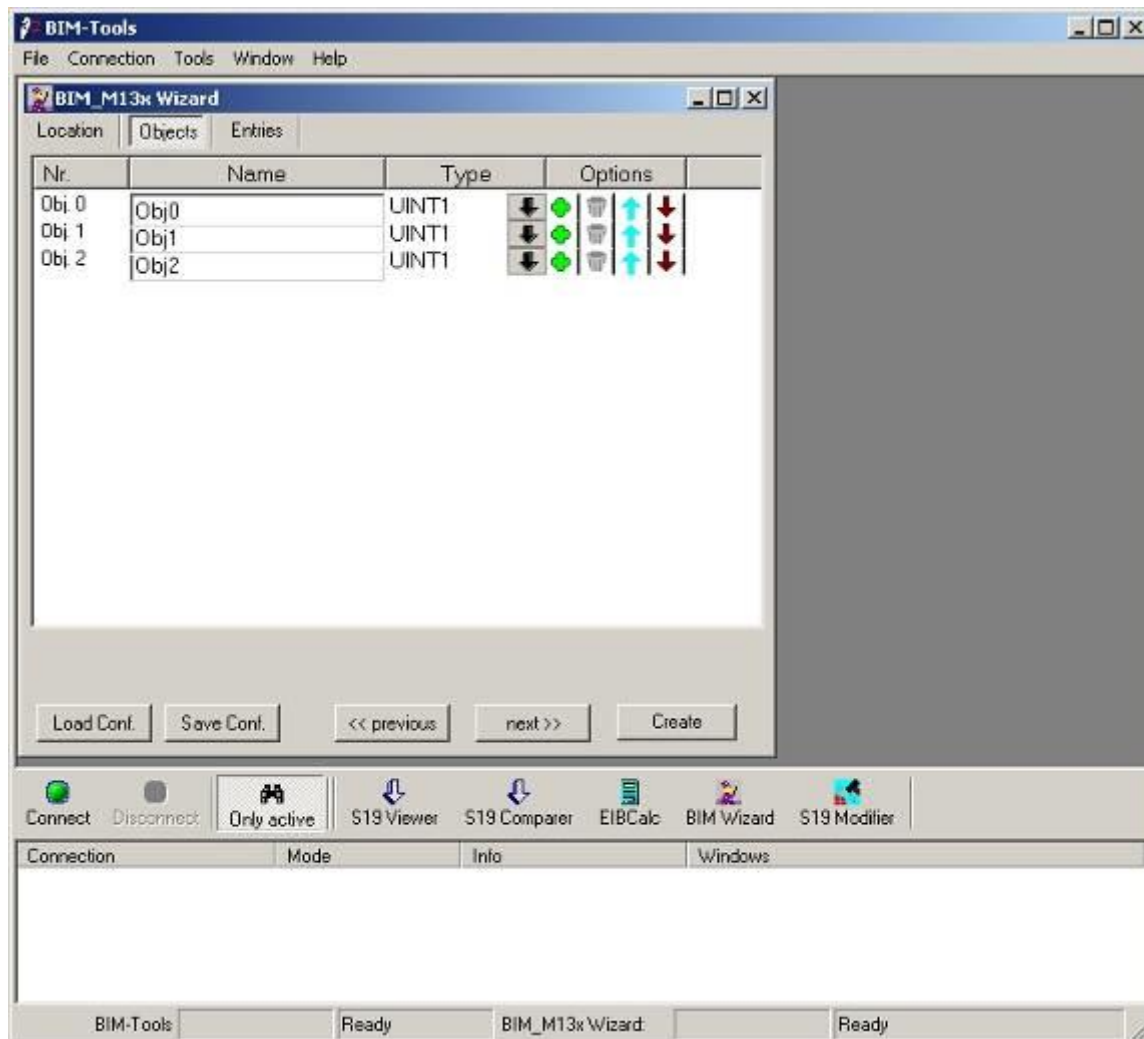 BIM-Tools
File Connection Tools Window Help
BIM_M13x Wizard
Location Objects Entries
Nr. Name Type Options
Obj. 0 Obj0 UINT1
Obj. 1 Obj1 UINT1
Obj. 2 Obj2 UINT1
Load Conf. Save Conf. << previous next >> Create
Connect Disconnect Only active S19 Viewer S19 Comparer EIBCalc BIM Wizard S19 Modifier
Connection Mode Info Windows
BIM-Tools Ready BIM_M13x Wizard: Ready